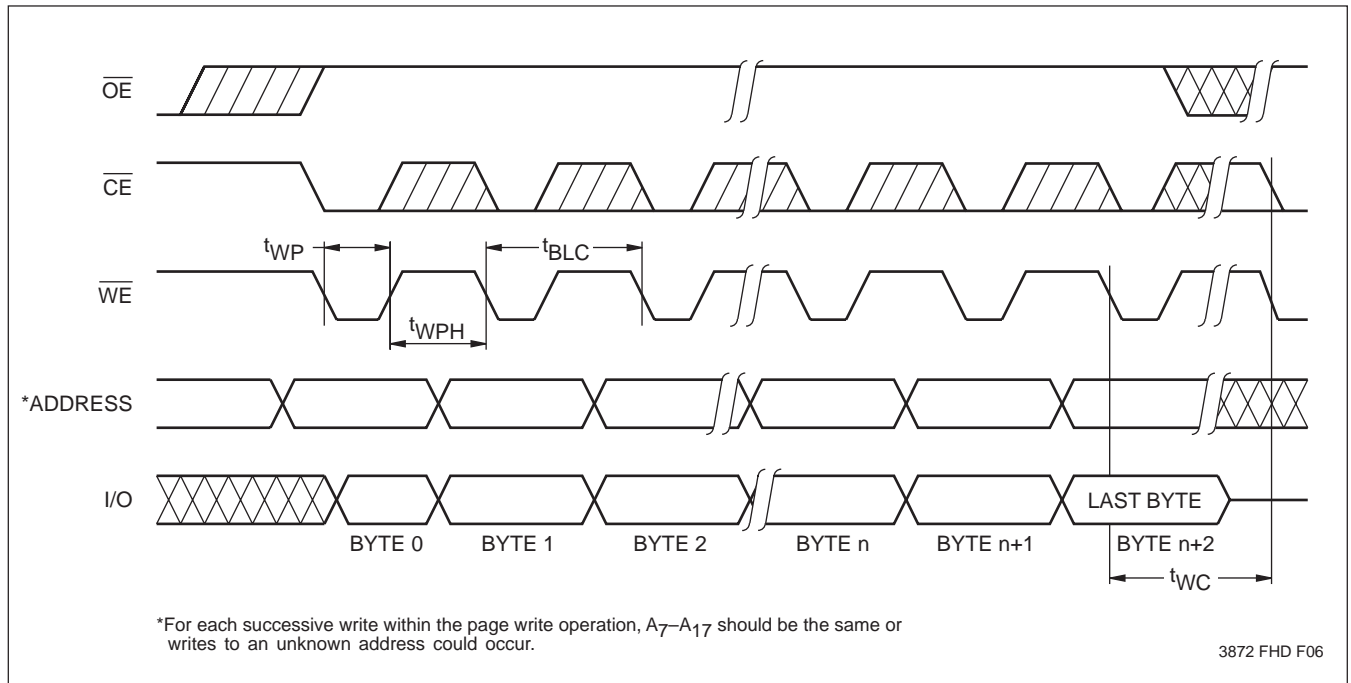 OE
CE
tWP
tBLC
WE
tWPH
*ADDRESS
I/O
LAST BYTE
BYTE 0 BYTE 1 BYTE 2 BYTE n BYTE n+1 BYTE n+2
tWC
*For each successive write within the page write operation, A7–A17 should be the same or
writes to an unknown address could occur.
3872 FHD F06